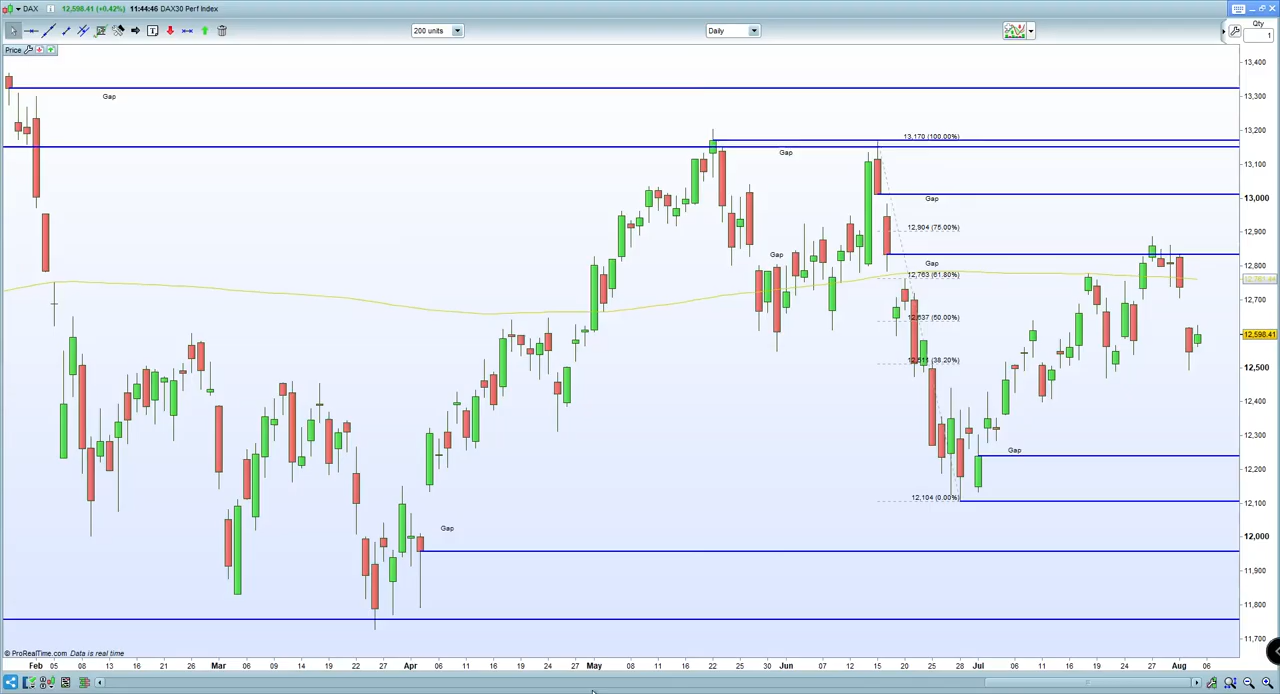 DAX 12,598.41 (+0.42%) 11:44:46 DAX30 Perf Index
200 units Daily Qty
1
Price
13,400
13,300
Gap
13,200
13,170 (100.00%)
Gap
13,100
13,000
Gap
12,904 (75.00%)
12,900
Gap
Gap
12,800
12,763 (61.80%)
12,761.44
12,700
12,637 (50.00%)
12,598.41
12,511 (38.20%)
12,500
12,400
12,300
Gap
12,200
12,104 (0.00%)
12,100
Gap
12,000
11,900
11,800
11,700
© ProRealTime.com Data is real time
Feb 05 08 13 16 21 26 Mar 06 09 14 19 22 27 Apr 06 11 16 19 24 27 May 08 11 16 22 25 30 Jun 07 12 15 20 25 28 Jul 06 11 16 19 24 27 Aug 06